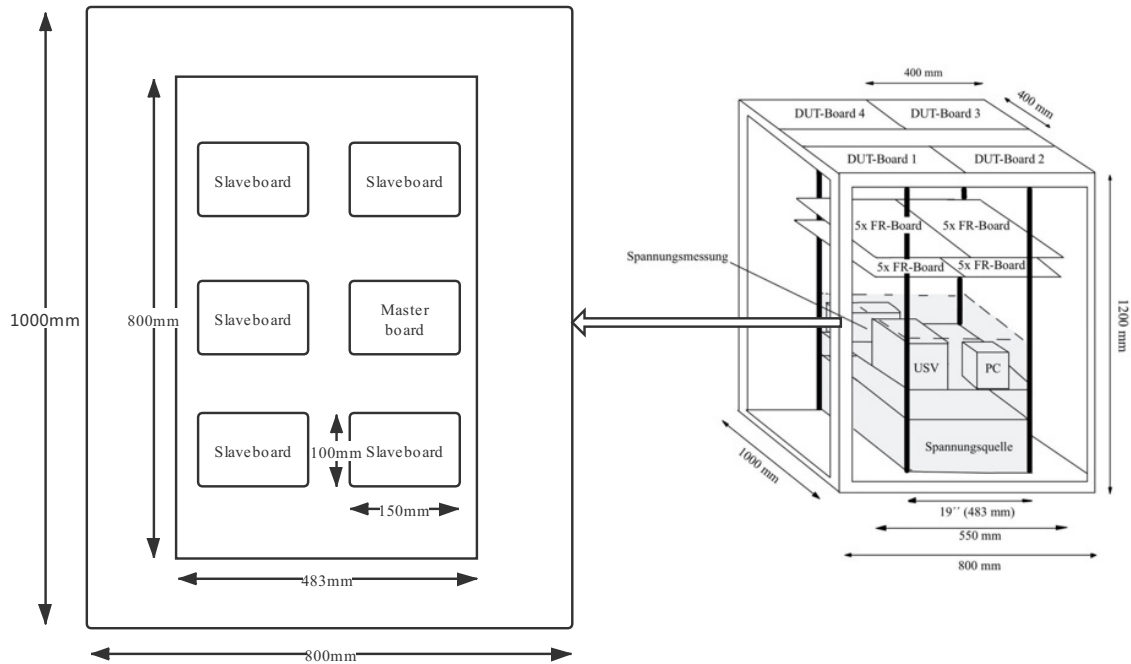 1000mm
800mm
Slaveboard
Slaveboard
Slaveboard
Master
board
Slaveboard
100mm
Slaveboard
150mm
483mm
800mm
400 mm
400 mm
DUT-Board 4
DUT-Board 3
DUT-Board 1
DUT-Board 2
5x FR-Board
5x FR-Board
5x FR-Board
5x FR-Board
Spannungsmessung
USV
PC
Spannungsquelle
1200 mm
1000 mm
19´´ (483 mm)
550 mm
800 mm